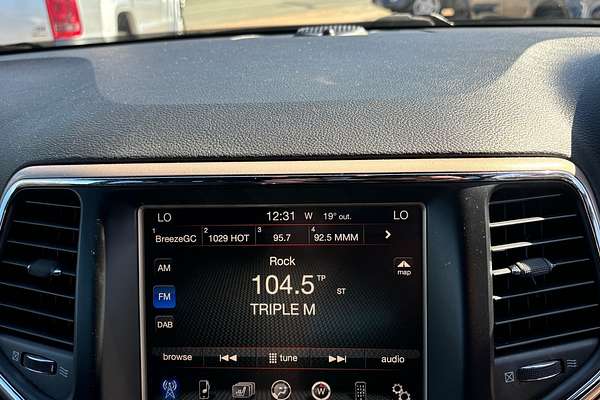 LO 12:31 W 19° out. LO
1 BreezeGC 2 1029 HOT 3 95.7 4 92.5 MMM
AM Rock
map
FM 104.5 TP ST
TRIPLE M
DAB
browse tune audio
W